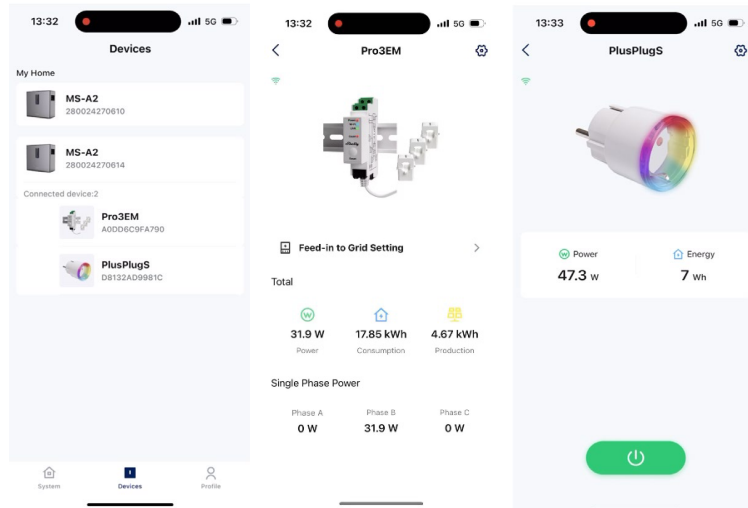 13:32
5G
Devices
My Home
MS-A2
280024270610
MS-A2
280024270614
Connected device:2
Pro3EM
A0DD6C9FA790
PlusPlugS
D8132AD9981C
System
Devices
Profile
13:32
5G
Pro3EM
Feed-in to Grid Setting
Total
31.9 W
17.85 kWh
4.67 kWh
Power
Consumption
Production
Single Phase Power
Phase A
Phase B
Phase C
0 W
31.9 W
0 W
13:33
5G
PlusPlugS
Power
Energy
47.3 W
7 Wh